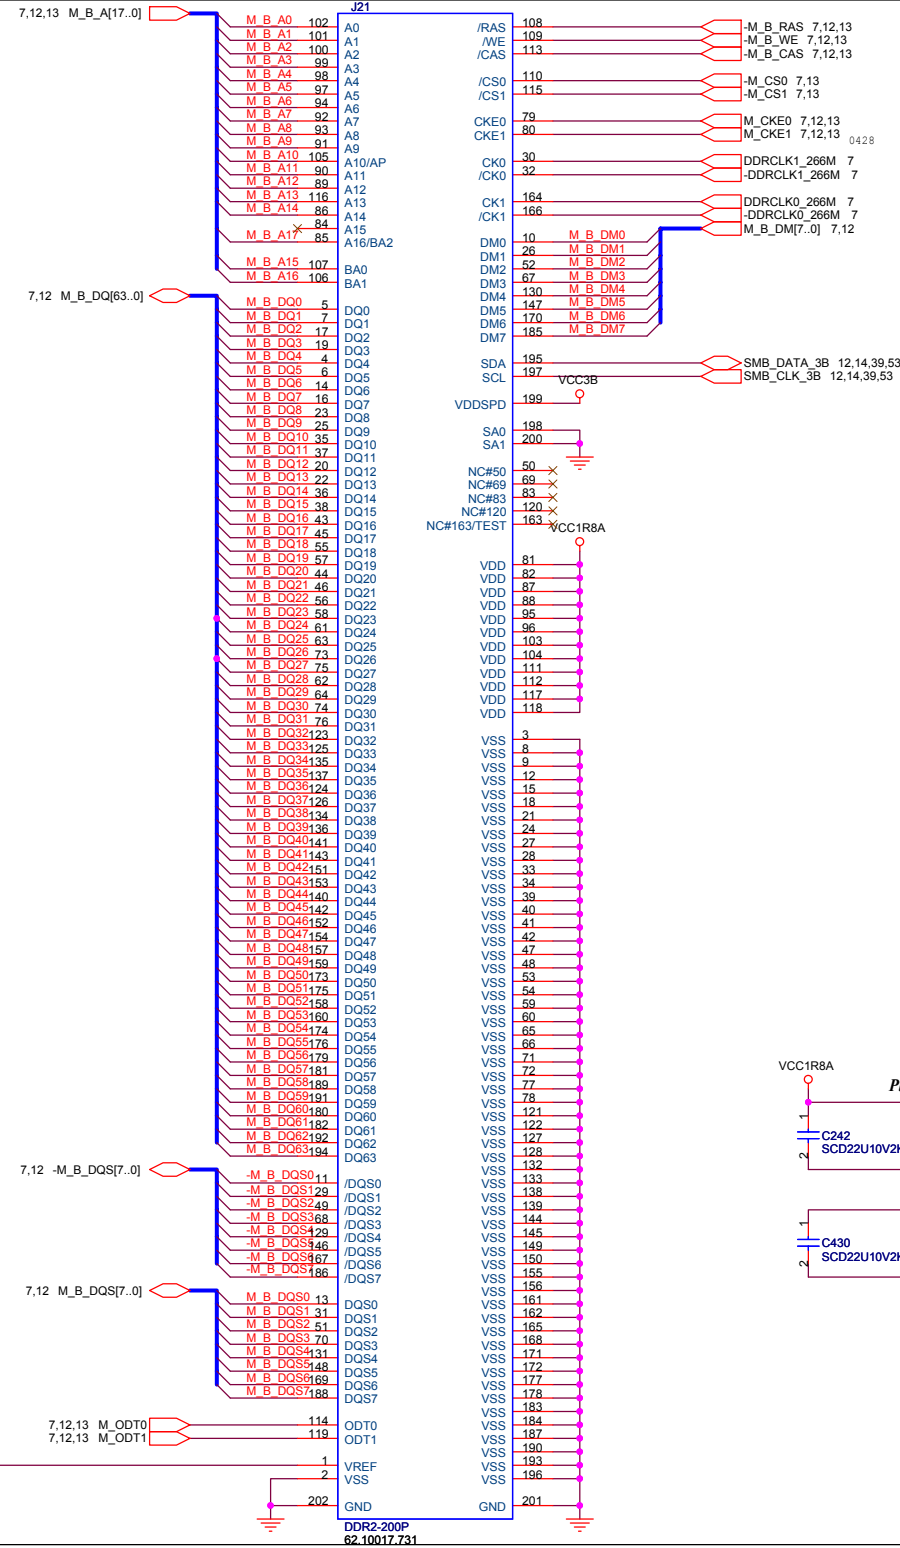 J21
7,12,13 M_B_A[17..0]
M_B_A0 102 A0
M_B_A1 101 A1
M_B_A2 100 A2
M_B_A3 99 A3
M_B_A4 98 A4
M_B_A5 97 A5
M_B_A6 94 A6
M_B_A7 92 A7
M_B_A8 93 A8
M_B_A9 91 A9
M_B_A10 105 A10/AP
M_B_A11 90 A11
M_B_A12 89 A12
M_B_A13 116 A13
M_B_A14 86 A14
84 A15
M_B_A17 85 A16/BA2
M_B_A15 107 BA0
M_B_A16 106 BA1
7,12 M_B_DQ[63..0]
M_B_DQ0 5 DQ0
M_B_DQ1 7 DQ1
M_B_DQ2 17 DQ2
M_B_DQ3 19 DQ3
M_B_DQ4 4 DQ4
M_B_DQ5 6 DQ5
M_B_DQ6 14 DQ6
M_B_DQ7 16 DQ7
M_B_DQ8 23 DQ8
M_B_DQ9 25 DQ9
M_B_DQ10 35 DQ10
M_B_DQ11 37 DQ11
M_B_DQ12 20 DQ12
M_B_DQ13 22 DQ13
M_B_DQ14 36 DQ14
M_B_DQ15 38 DQ15
M_B_DQ16 43 DQ16
M_B_DQ17 45 DQ17
M_B_DQ18 55 DQ18
M_B_DQ19 57 DQ19
M_B_DQ20 44 DQ20
M_B_DQ21 46 DQ21
M_B_DQ22 56 DQ22
M_B_DQ23 58 DQ23
M_B_DQ24 61 DQ24
M_B_DQ25 63 DQ25
M_B_DQ26 73 DQ26
M_B_DQ27 75 DQ27
M_B_DQ28 62 DQ28
M_B_DQ29 64 DQ29
M_B_DQ30 74 DQ30
M_B_DQ31 76 DQ31
M_B_DQ32 123 DQ32
M_B_DQ33 125 DQ33
M_B_DQ34 135 DQ34
M_B_DQ35 137 DQ35
M_B_DQ36 124 DQ36
M_B_DQ37 126 DQ37
M_B_DQ38 134 DQ38
M_B_DQ39 136 DQ39
M_B_DQ40 141 DQ40
M_B_DQ41 143 DQ41
M_B_DQ42 151 DQ42
M_B_DQ43 153 DQ43
M_B_DQ44 140 DQ44
M_B_DQ45 142 DQ45
M_B_DQ46 152 DQ46
M_B_DQ47 154 DQ47
M_B_DQ48 157 DQ48
M_B_DQ49 159 DQ49
M_B_DQ50 173 DQ50
M_B_DQ51 175 DQ51
M_B_DQ52 158 DQ52
M_B_DQ53 160 DQ53
M_B_DQ54 174 DQ54
M_B_DQ55 176 DQ55
M_B_DQ56 179 DQ56
M_B_DQ57 181 DQ57
M_B_DQ58 189 DQ58
M_B_DQ59 191 DQ59
M_B_DQ60 180 DQ60
M_B_DQ61 182 DQ61
M_B_DQ62 192 DQ62
M_B_DQ63 194 DQ63
7,12 -M_B_DQS[7..0]
-M_B_DQS0 11 /DQS0
-M_B_DQS1 29 /DQS1
-M_B_DQS2 49 /DQS2
-M_B_DQS3 68 /DQS3
-M_B_DQS4 129 /DQS4
-M_B_DQS5 146 /DQS5
-M_B_DQS6 167 /DQS6
-M_B_DQS7 186 /DQS7
7,12 M_B_DQS[7..0]
M_B_DQS0 13 DQS0
M_B_DQS1 31 DQS1
M_B_DQS2 51 DQS2
M_B_DQS3 70 DQS3
M_B_DQS4 131 DQS4
M_B_DQS5 148 DQS5
M_B_DQS6 169 DQS6
M_B_DQS7 188 DQS7
7,12,13 M_ODT0 114 ODT0
7,12,13 M_ODT1 119 ODT1
1 VREF
2 VSS
202 GND
DDR2-200P
62.10017.731
/RAS 108 -M_B_RAS 7,12,13
/WE 109 -M_B_WE 7,12,13
/CAS 113 -M_B_CAS 7,12,13
/CS0 110 -M_CS0 7,13
/CS1 115 -M_CS1 7,13
CKE0 79 M_CKE0 7,12,13
CKE1 80 M_CKE1 7,12,13
0428
CK0 30 DDRCLK1_266M 7
/CK0 32 -DDRCLK1_266M 7
CK1 164 DDRCLK0_266M 7
/CK1 166 -DDRCLK0_266M 7
M_B_DM[7..0] 7,12
DM0 10 M_B_DM0
DM1 26 M_B_DM1
DM2 52 M_B_DM2
DM3 67 M_B_DM3
DM4 130 M_B_DM4
DM5 147 M_B_DM5
DM6 170 M_B_DM6
DM7 185 M_B_DM7
SDA 195 SMB_DATA_3B 12,14,39,53
SCL 197 SMB_CLK_3B 12,14,39,53
VCC3B
VDDSPD 199
SA0 198
SA1 200
NC#50 50
NC#69 69
NC#83 83
NC#120 120
NC#163/TEST 163
VCC1R8A
VDD 81
VDD 82
VDD 87
VDD 88
VDD 95
VDD 96
VDD 103
VDD 104
VDD 111
VDD 112
VDD 117
VDD 118
VSS 3
VSS 8
VSS 9
VSS 12
VSS 15
VSS 18
VSS 21
VSS 24
VSS 27
VSS 28
VSS 33
VSS 34
VSS 39
VSS 40
VSS 41
VSS 42
VSS 47
VSS 48
VSS 53
VSS 54
VSS 59
VSS 60
VSS 65
VSS 66
VSS 71
VSS 72
VSS 77
VSS 78
VSS 121
VSS 122
VSS 127
VSS 128
VSS 132
VSS 133
VSS 138
VSS 139
VSS 144
VSS 145
VSS 149
VSS 150
VSS 155
VSS 156
VSS 161
VSS 162
VSS 165
VSS 168
VSS 171
VSS 172
VSS 177
VSS 178
VSS 183
VSS 184
VSS 187
VSS 190
VSS 193
VSS 196
GND 201
VCC1R8A
1
C242
SCD22U10V2K
2
1
C430
SCD22U10V2K
2